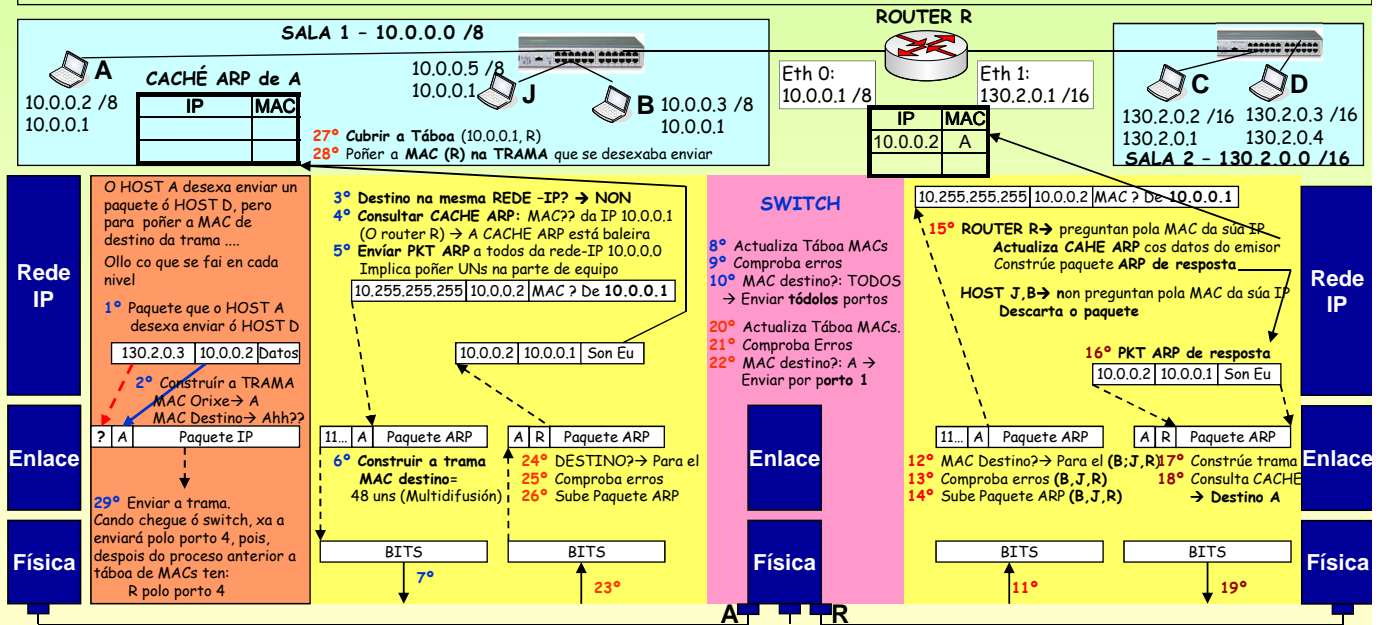 ROUTER R
SALA 1 – 10.0.0.0 /8
A
10.0.0.2 /8
10.0.0.1
CACHÉ ARP de A
IP MAC
10.0.0.5 /8
10.0.0.1
J
B
10.0.0.3 /8
10.0.0.1
27º Cubrir a Táboa (10.0.0.1, R)
28º Poñer a MAC (R) na TRAMA que se desexaba enviar
Eth 0:
10.0.0.1 /8
Eth 1:
130.2.0.1 /16
IP MAC
10.0.0.2 A
C
130.2.0.2 /16
130.2.0.1
D
130.2.0.3 /16
130.2.0.4
SALA 2 – 130.2.0.0 /16
Rede
IP
Enlace
Física
O HOST A desexa enviar un
paquete ó HOST D, pero
para poñer a MAC de
destino da trama ....
Ollo co que se fai en cada
nivel
1º Paquete que o HOST A
desexa enviar ó HOST D
130.2.0.3 10.0.0.2 Datos
2º Construír a TRAMA
MAC Orixe→ A
MAC Destino→ Ahh??
? A Paquete IP
29º Enviar a trama.
Cando chegue ó switch, xa a
enviará polo porto 4, pois,
despois do proceso anterior a
táboa de MACs ten:
R polo porto 4
3º Destino na mesma REDE –IP? → NON
4º Consultar CACHE ARP: MAC?? da IP 10.0.0.1
(O router R) → A CACHE ARP está baleira
5º Envíar PKT ARP a todos da rede-IP 10.0.0.0
Implica poñer UNs na parte de equipo
10.255.255.255 10.0.0.2 MAC ? De 10.0.0.1
10.0.0.2 10.0.0.1 Son Eu
11... A Paquete ARP
6º Construir a trama
MAC destino=
48 uns (Multidifusión)
A R Paquete ARP
24º DESTINO?→ Para el
25º Comproba erros
26º Sube Paquete ARP
BITS
7º
BITS
23º
SWITCH
8º Actualiza Táboa MACs
9º Comproba erros
10º MAC destino?: TODOS
→ Enviar tódolos portos
20º Actualiza Táboa MACs.
21º Comproba Erros
22º MAC destino?: A →
Enviar por porto 1
Enlace
Física
A
R
10.255.255.255 10.0.0.2 MAC ? De 10.0.0.1
15º ROUTER R→ preguntan pola MAC da súa IP
Actualiza CAHE ARP cos datos do emisor
Constrúe paquete ARP de resposta
HOST J,B→ non preguntan pola MAC da súa IP
Descarta o paquete
16º PKT ARP de resposta
10.0.0.2 10.0.0.1 Son Eu
11... A Paquete ARP
12º MAC Destino?→ Para el (B;J,R)
13º Comproba erros (B,J,R)
14º Sube Paquete ARP (B,J,R)
A R Paquete ARP
17º Constrúe trama
18º Consulta CACHE
→ Destino A
BITS
11º
BITS
19º
Rede
IP
Enlace
Física